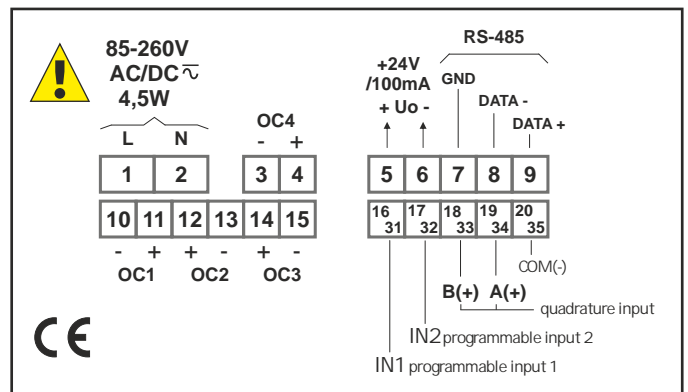 85-260V
AC/DC
4,5W
L N
OC4
- +
1 2 3 4
10 11 12 13 14 15
- + + - + -
OC1 OC2 OC3
CE
RS-485
+24V
/100mA
GND
+ Uo -
DATA -
DATA +
5 6 7 8 9
16 17 18 19 20
31 32 33 34 35
COM(-)
B(+) A(+)
quadrature input
IN2 programmable input 2
IN1 programmable input 1